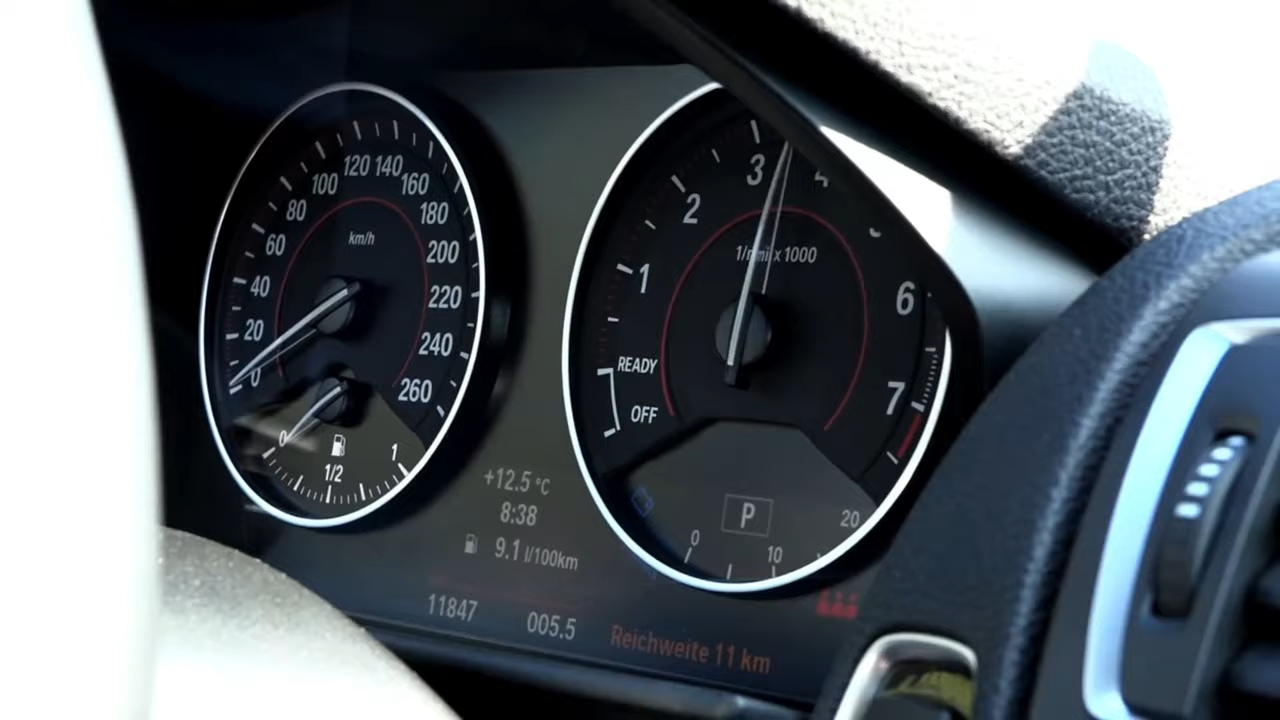 20 40 60 80 100 120 140 160 180 200 220 240 260
0
km/h
0 1/2 1
1 2 3 4 6 7
1/min x 1000
READY
OFF
P
0 10 20
+12.5 °C
8:38
9.1 l/100km
11847 005.5
Reichweite 11 km